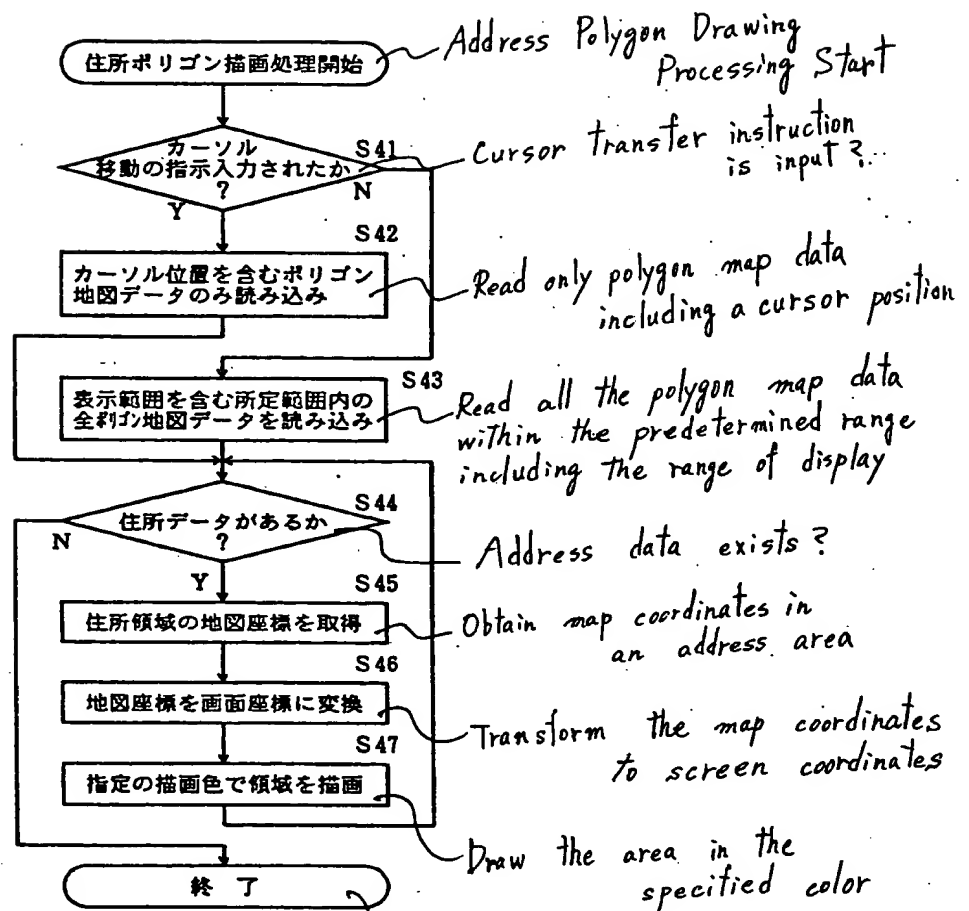 住所ポリゴン描画処理開始
Address Polygon Drawing
Processing Start
カーソル
移動の指示入力されたか
?
S41
N
Y
Cursor transfer instruction
is input?
S42
カーソル位置を含むポリゴン
地図データのみ読み込み
Read only polygon map data
including a cursor position
S43
表示範囲を含む所定範囲内の
全ポリゴン地図データを読み込み
Read all the polygon map data
within the predetermined range
including the range of display
S44
住所データがあるか
?
N
Y
Address data exists?
S45
住所領域の地図座標を取得
Obtain map coordinates in
an address area
S46
地図座標を画面座標に変換
Transform the map coordinates
to screen coordinates
S47
指定の描画色で領域を描画
Draw the area in the
specified color
終了